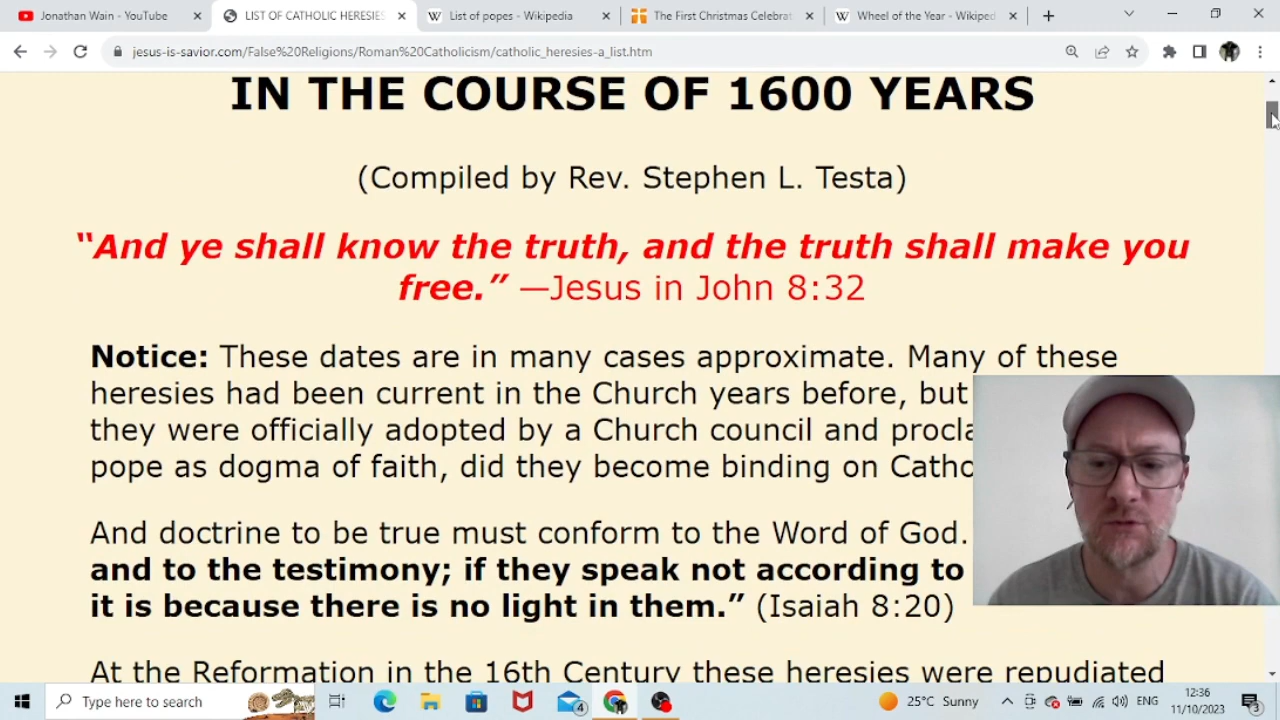 Jonathan Wain - YouTube
LIST OF CATHOLIC HERESIES
List of popes - Wikipedia
The First Christmas Celebrat
Wheel of the Year - Wikiped
jesus-is-savior.com/False%20Religions/Roman%20Catholicism/catholic_heresies-a_list.htm
IN THE COURSE OF 1600 YEARS
(Compiled by Rev. Stephen L. Testa)
“And ye shall know the truth, and the truth shall make you
free.” —Jesus in John 8:32
Notice: These dates are in many cases approximate. Many of these
heresies had been current in the Church years before, but
they were officially adopted by a Church council and procla
pope as dogma of faith, did they become binding on Catho
And doctrine to be true must conform to the Word of God.
and to the testimony; if they speak not according to
it is because there is no light in them.” (Isaiah 8:20)
At the Reformation in the 16th Century these heresies were repudiated
Type here to search
4
25°C Sunny
ENG
12:36
11/10/2023
3